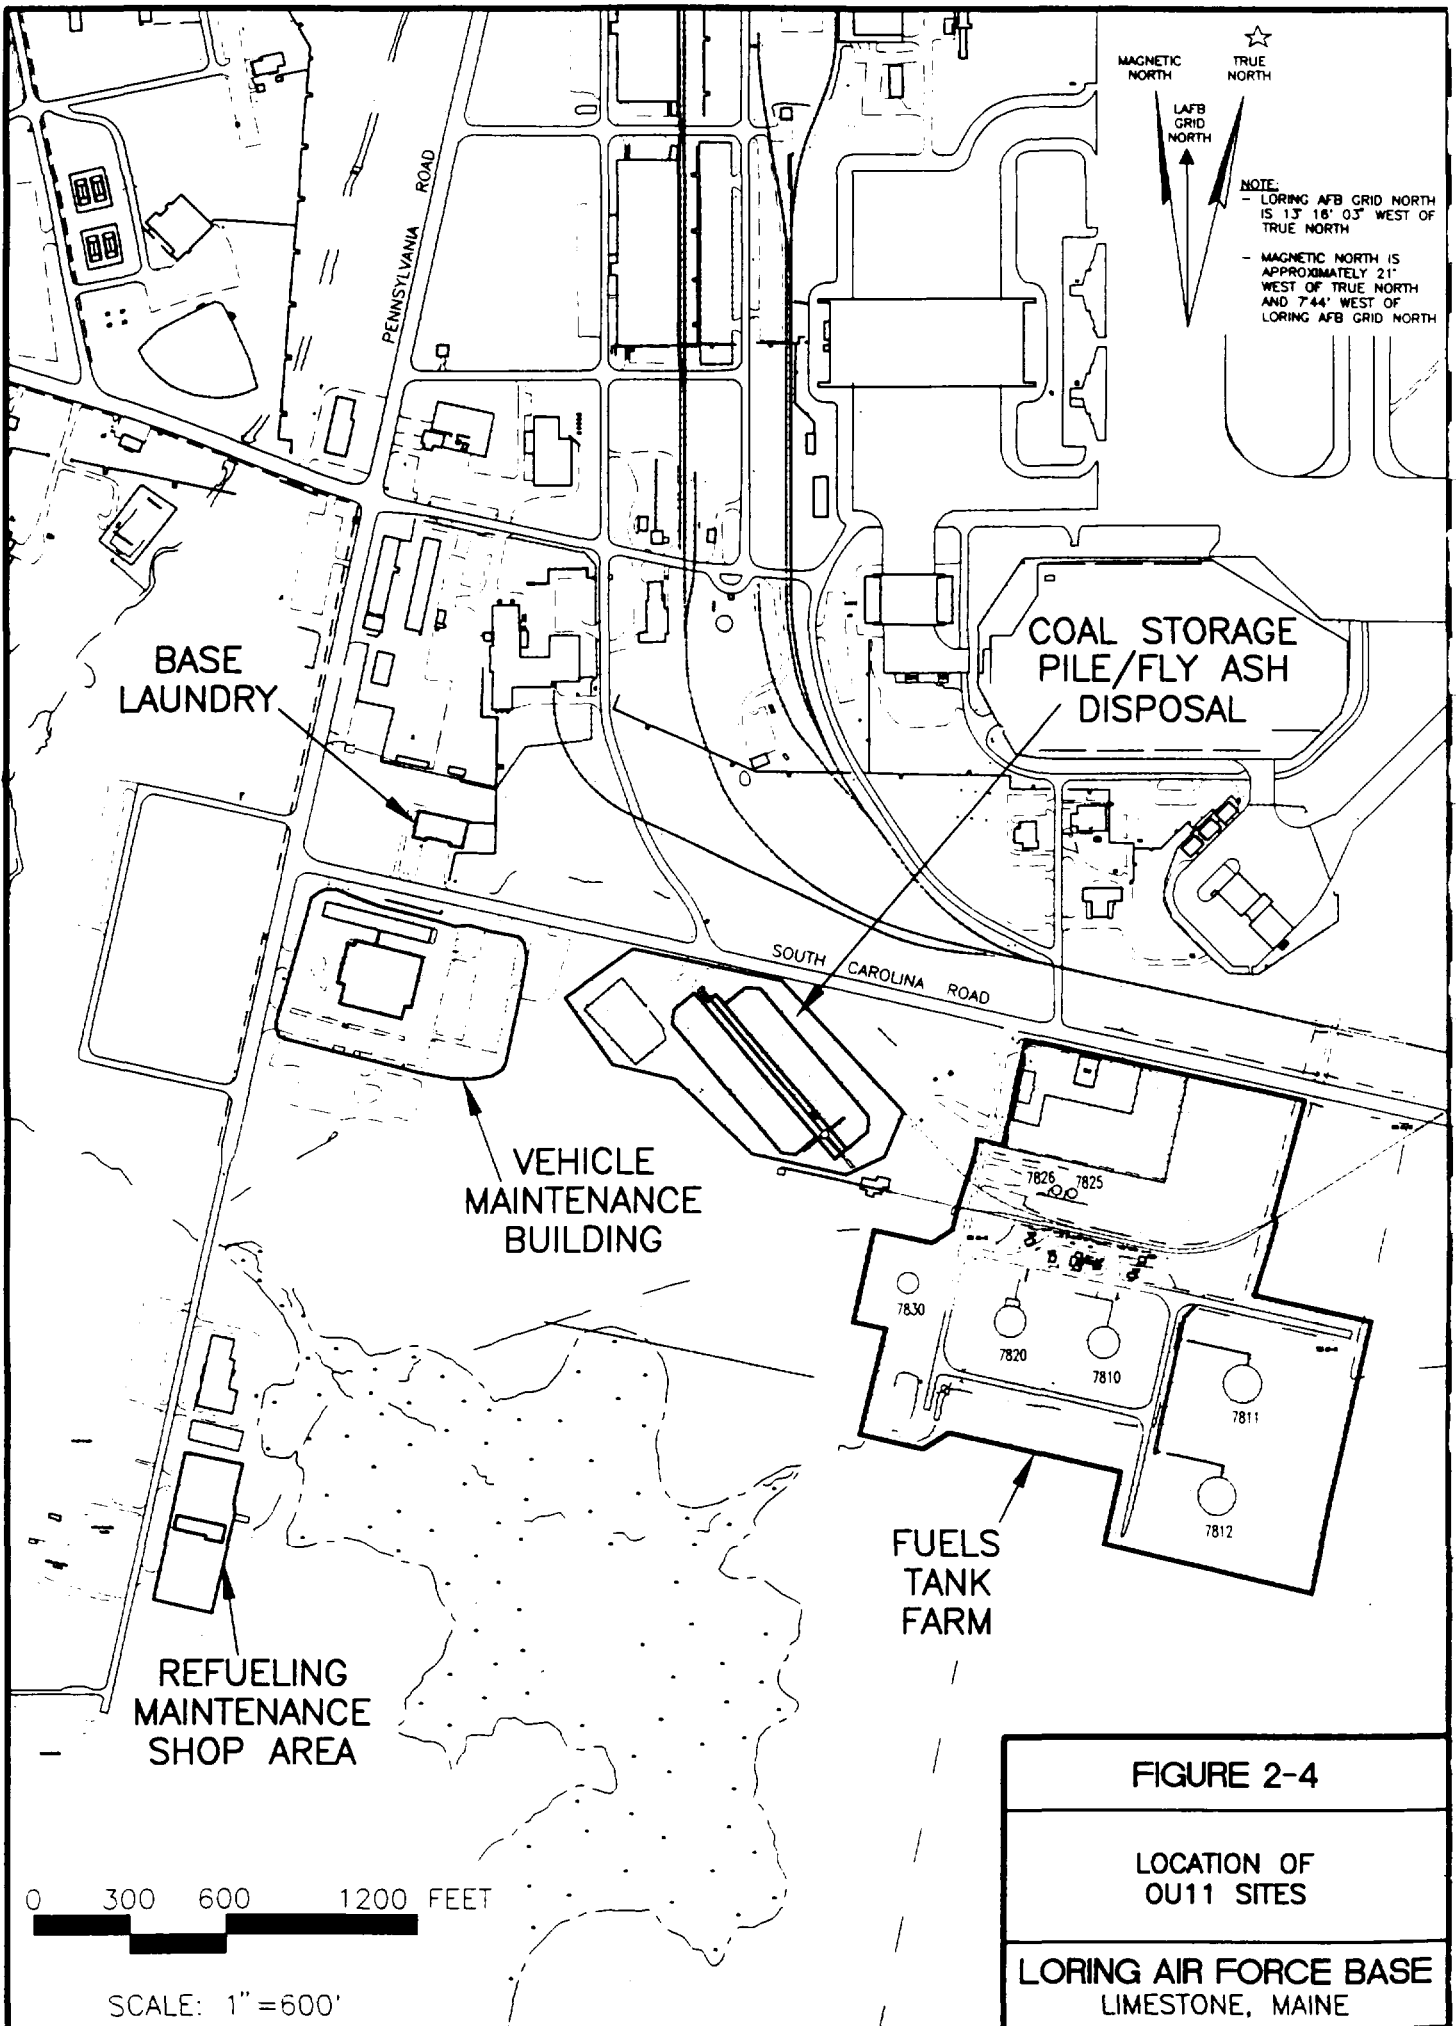 MAGNETIC
NORTH
TRUE
NORTH
LAFB
GRID
NORTH
NOTE:
- LORING AFB GRID NORTH
IS 13° 16' 03" WEST OF
TRUE NORTH
- MAGNETIC NORTH IS
APPROXIMATELY 21°
WEST OF TRUE NORTH
AND 7°44' WEST OF
LORING AFB GRID NORTH
PENNSYLVANIA ROAD
BASE
LAUNDRY
COAL STORAGE
PILE/FLY ASH
DISPOSAL
SOUTH CAROLINA ROAD
VEHICLE
MAINTENANCE
BUILDING
7826
7825
7830
7820
7810
7811
7812
FUELS
TANK
FARM
REFUELING
MAINTENANCE
SHOP AREA
0 300 600 1200 FEET
SCALE: 1"=600'
FIGURE 2-4
LOCATION OF
OU11 SITES
LORING AIR FORCE BASE
LIMESTONE, MAINE